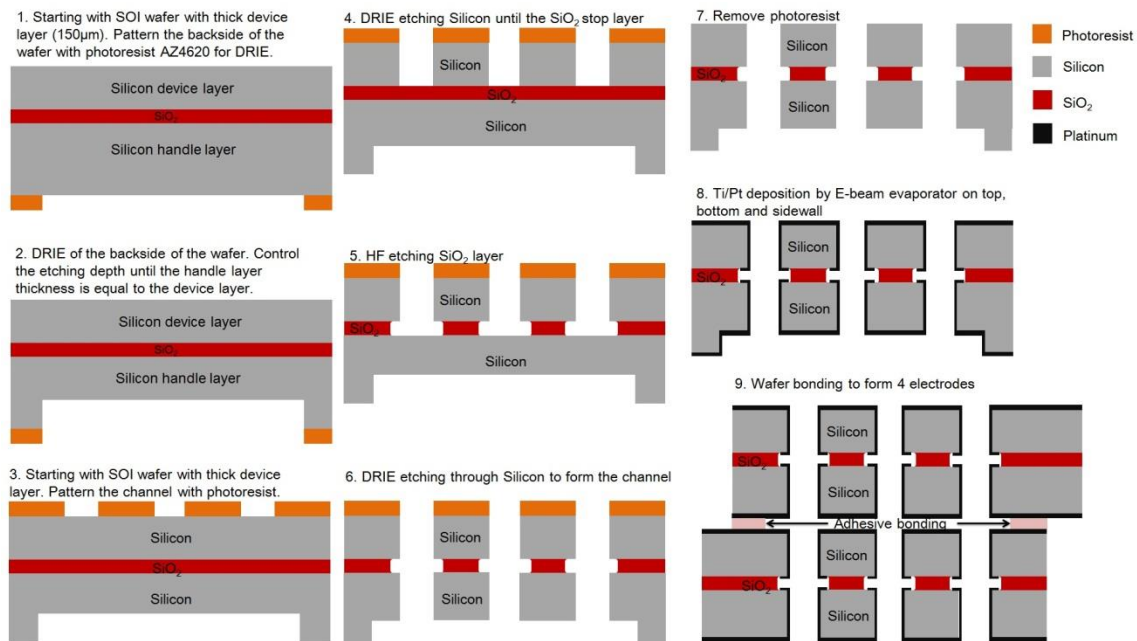 1. Starting with SOI wafer with thick device
layer (150µm). Pattern the backside of the
wafer with photoresist AZ4620 for DRIE.
Silicon device layer
SiO₂
Silicon handle layer
2. DRIE of the backside of the wafer. Control
the etching depth until the handle layer
thickness is equal to the device layer.
Silicon device layer
SiO₂
Silicon handle layer
3. Starting with SOI wafer with thick device
layer. Pattern the channel with photoresist.
Silicon
SiO₂
Silicon
4. DRIE etching Silicon until the SiO₂ stop layer
Silicon
SiO₂
Silicon
5. HF etching SiO₂ layer
Silicon
SiO₂
Silicon
6. DRIE etching through Silicon to form the channel
Silicon
SiO₂
Silicon
7. Remove photoresist
Silicon
SiO₂
Silicon
Photoresist
Silicon
SiO₂
Platinum
8. Ti/Pt deposition by E-beam evaporator on top,
bottom and sidewall
Silicon
SiO₂
Silicon
9. Wafer bonding to form 4 electrodes
Silicon
SiO₂
Silicon
Adhesive bonding
Silicon
SiO₂
Silicon